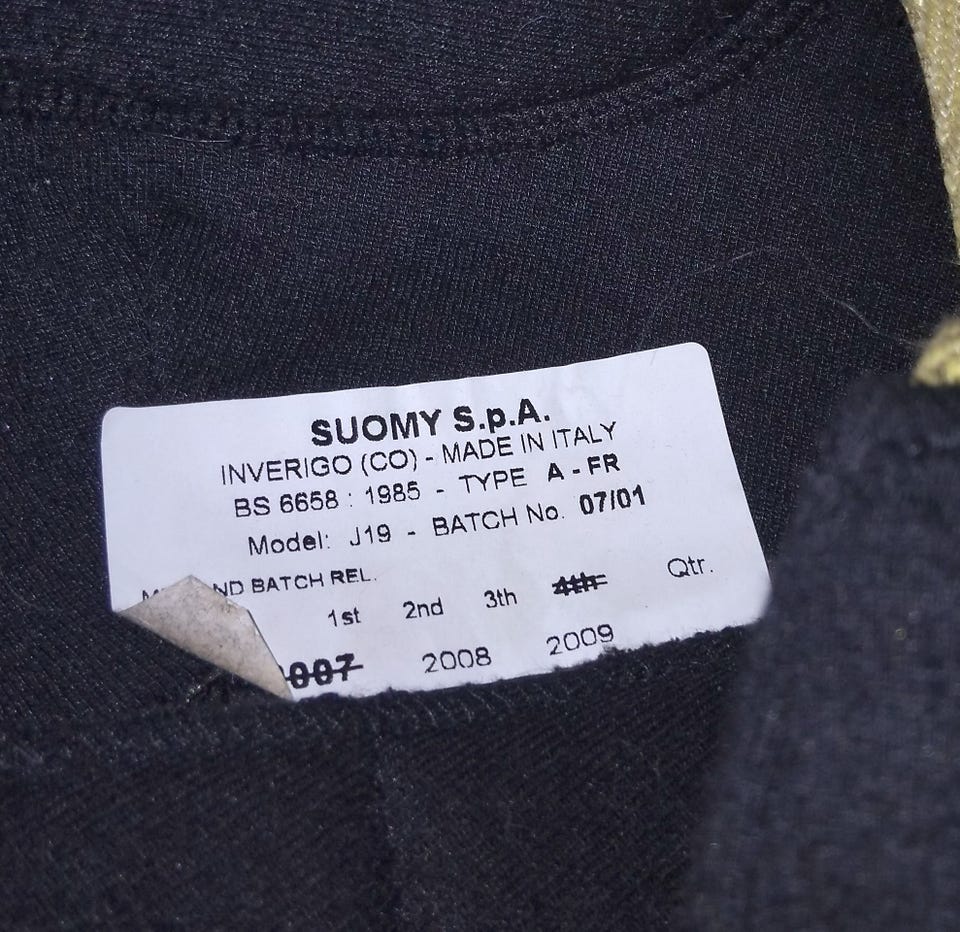 SUOMY S.p.A.
INVERIGO (CO) - MADE IN ITALY
BS 6658 : 1985 - TYPE A - FR
Model: J19 - BATCH No. 07/01
BATCH REL.
1st 2nd 3th 4th Qtr.
2008 2009